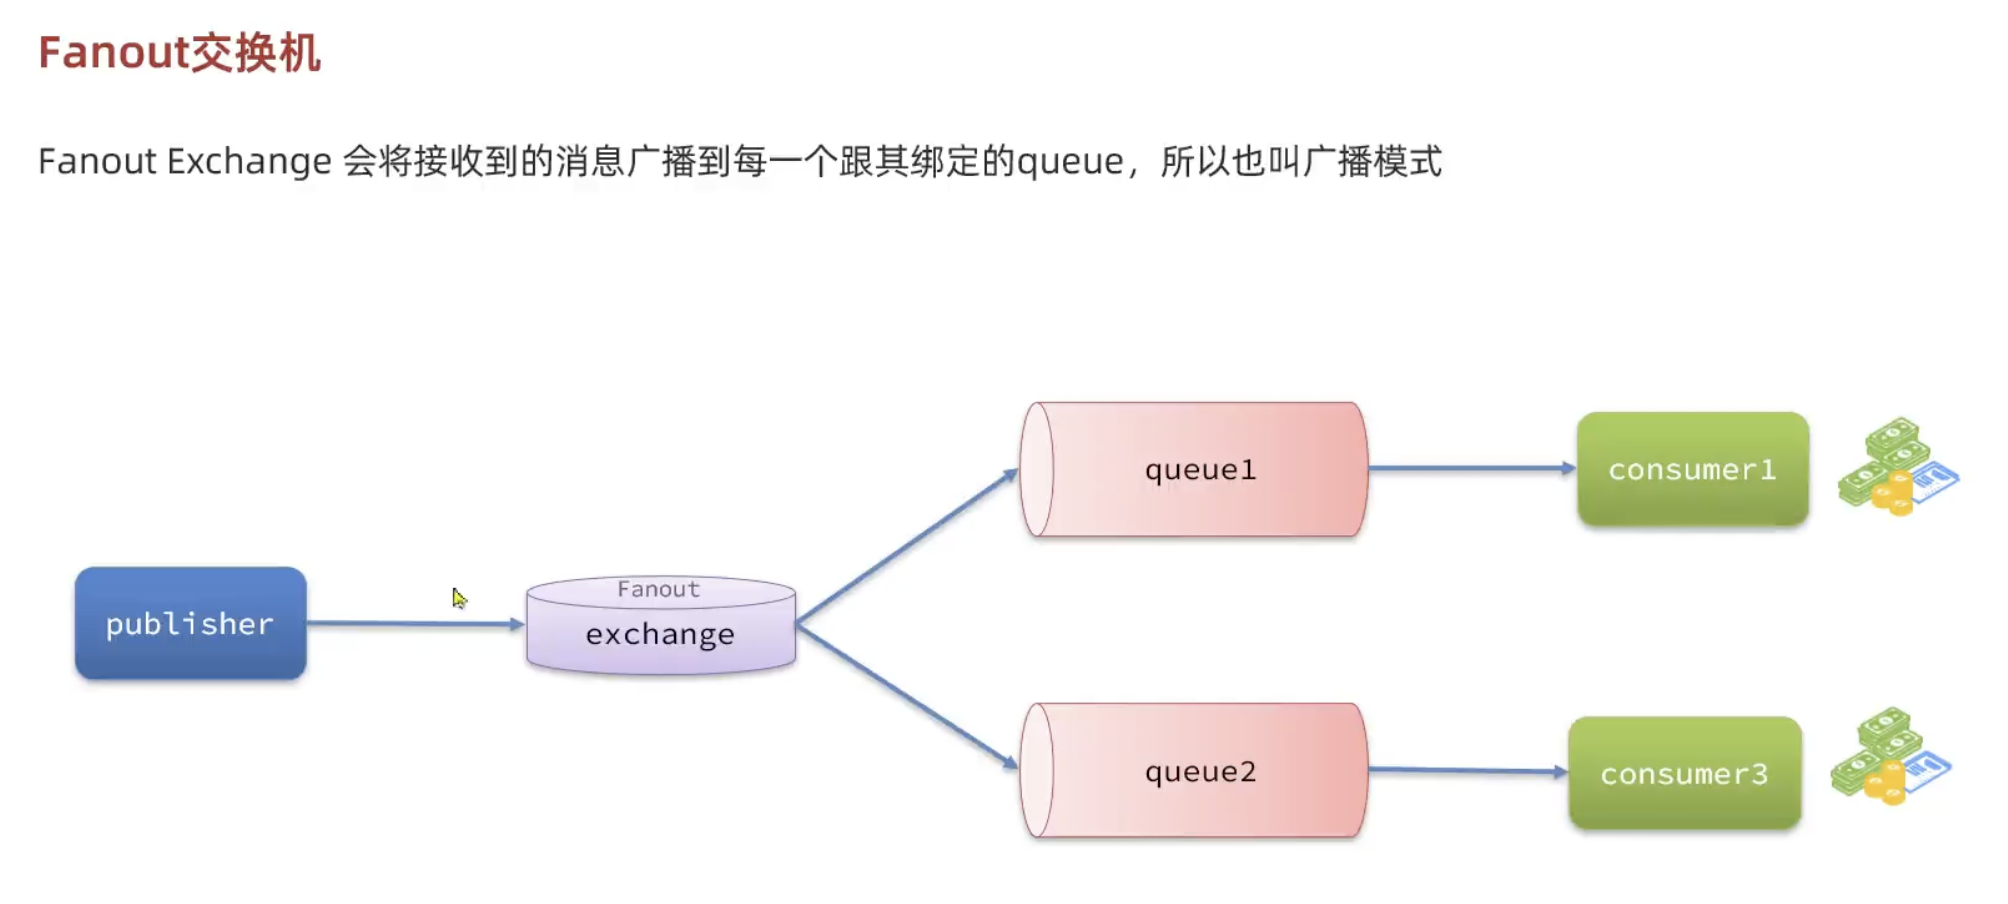 Fanout交换机
Fanout Exchange 会将接收到的消息广播到每一个跟其绑定的queue，所以也叫广播模式
queue1
consumer1
Fanout
publisher
exchange
queue2
consumer3